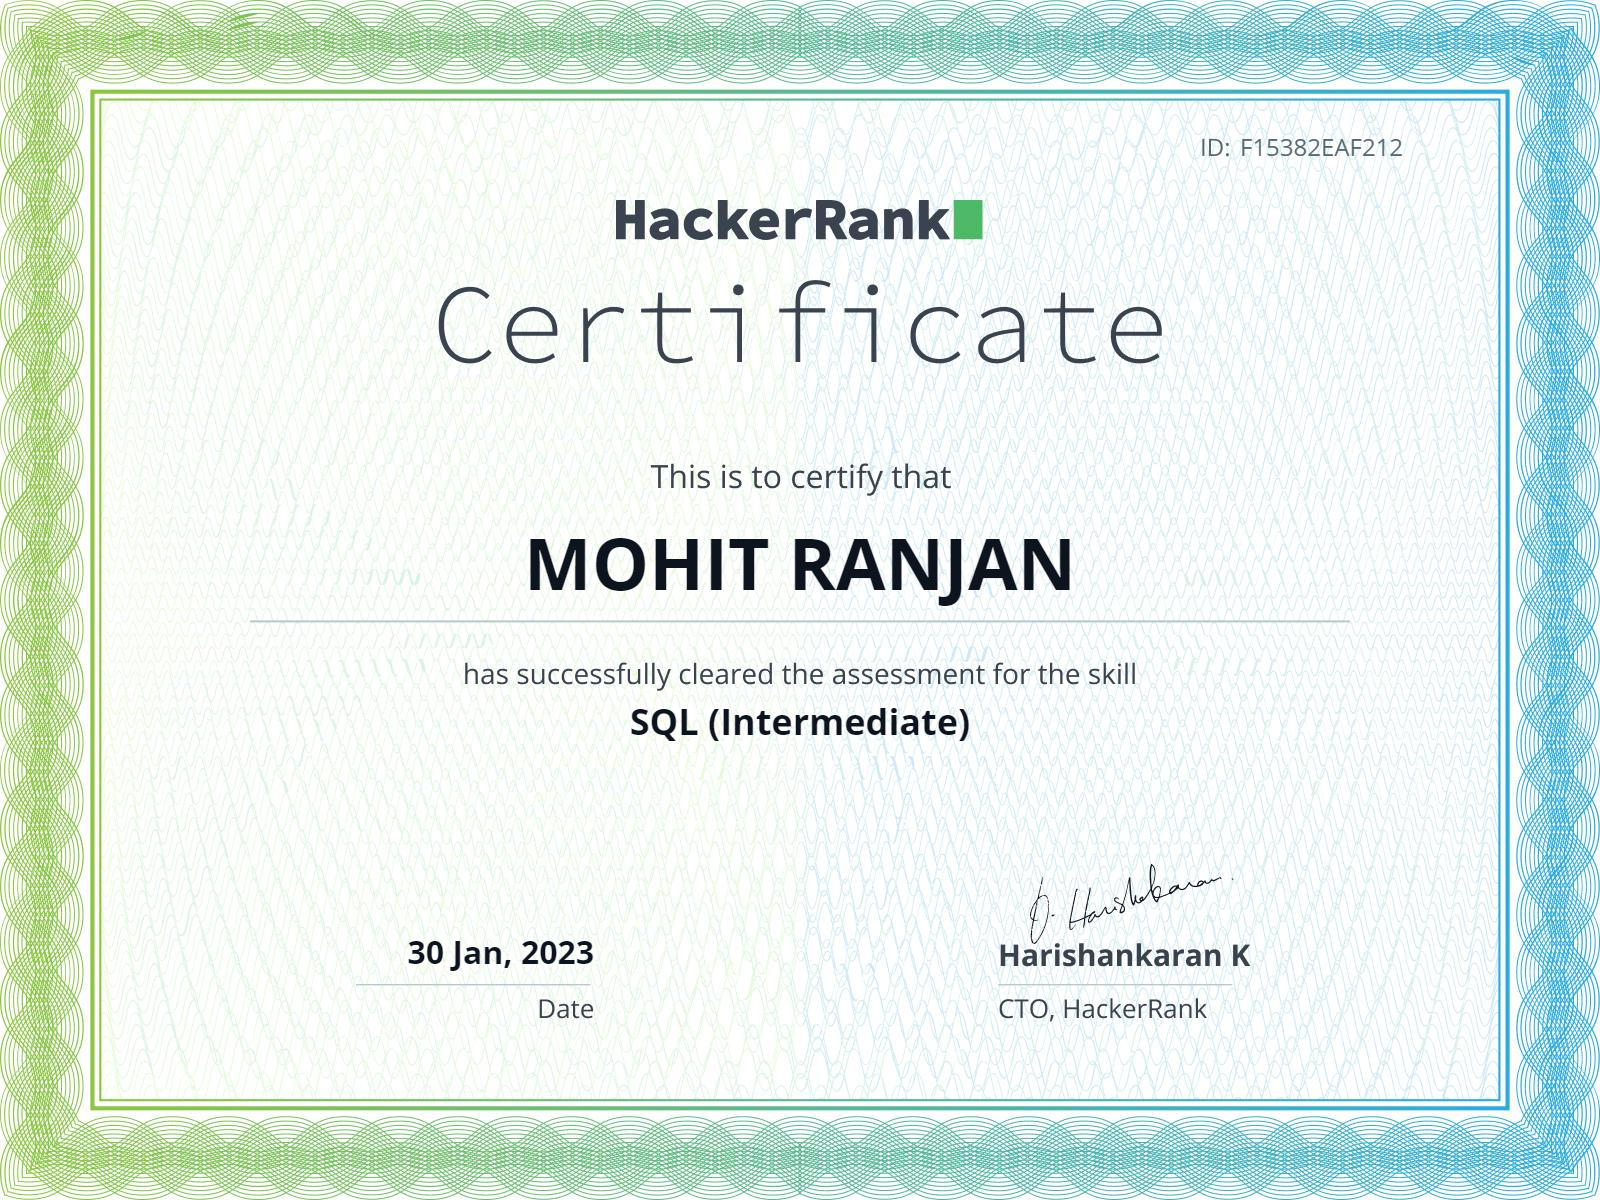 ID: F15382EAF212
HackerRank
Certificate
This is to certify that
MOHIT RANJAN
has successfully cleared the assessment for the skill
SQL (Intermediate)
30 Jan, 2023
Date
Harishankaran
Harishankaran K
CTO, HackerRank